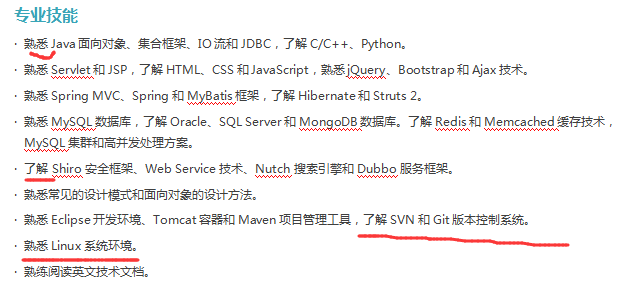 专业技能
· 熟悉 Java 面向对象、集合框架、IO 流和 JDBC，了解 C/C++、Python。
· 熟悉 Servlet 和 JSP，了解 HTML、CSS 和 JavaScript，熟悉 jQuery、Bootstrap 和 Ajax 技术。
· 熟悉 Spring MVC、Spring 和 MyBatis 框架，了解 Hibernate 和 Struts 2。
· 熟悉 MySQL 数据库，了解 Oracle、SQL Server 和 MongoDB 数据库。了解 Redis 和 Memcached 缓存技术，
MySQL 集群和高并发处理方案。
· 了解 Shiro 安全框架、Web Service 技术、Nutch 搜索引擎和 Dubbo 服务框架。
· 熟悉常见的设计模式和面向对象的设计方法。
· 熟悉 Eclipse 开发环境、Tomcat 容器和 Maven 项目管理工具，了解 SVN 和 Git 版本控制系统。
· 熟悉 Linux 系统环境。
· 熟练阅读英文技术文档。